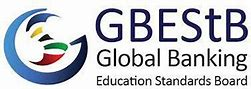 GBEStB
Global Banking
Education Standards Board